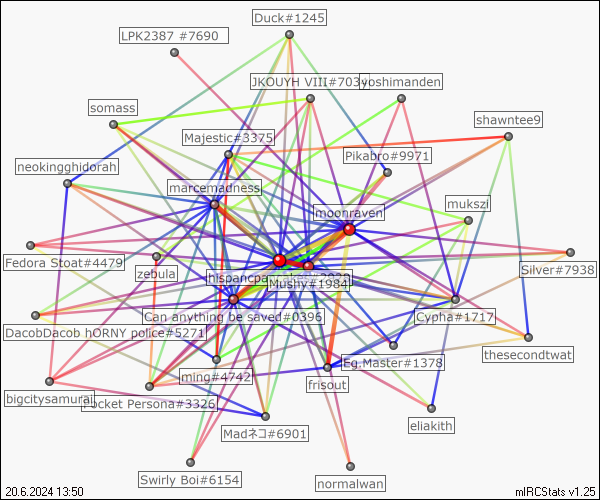 Duck#1245
LPK2387 #7690
JKOUYH VIII#703
yoshimanden
somass
shawntee9
Majestic#3375
Pikabro#9971
neokingghidorah
marcemadness
mukszi
moonraven
Fedora Stoat#4479
zebula
Silver#7938
Mushy#1984
DacobDacob hORNY police#5271
Can anything be saved#0396
Cypha#1717
thesecondtwat
Eg.Master#1378
ming#4742
frisout
bigcitysamurai
Pocket Persona#3326
eliakith
Madネコ#6901
Swirly Boi#6154
normalwan
20.6.2024 13:50
mIRCStats v1.25